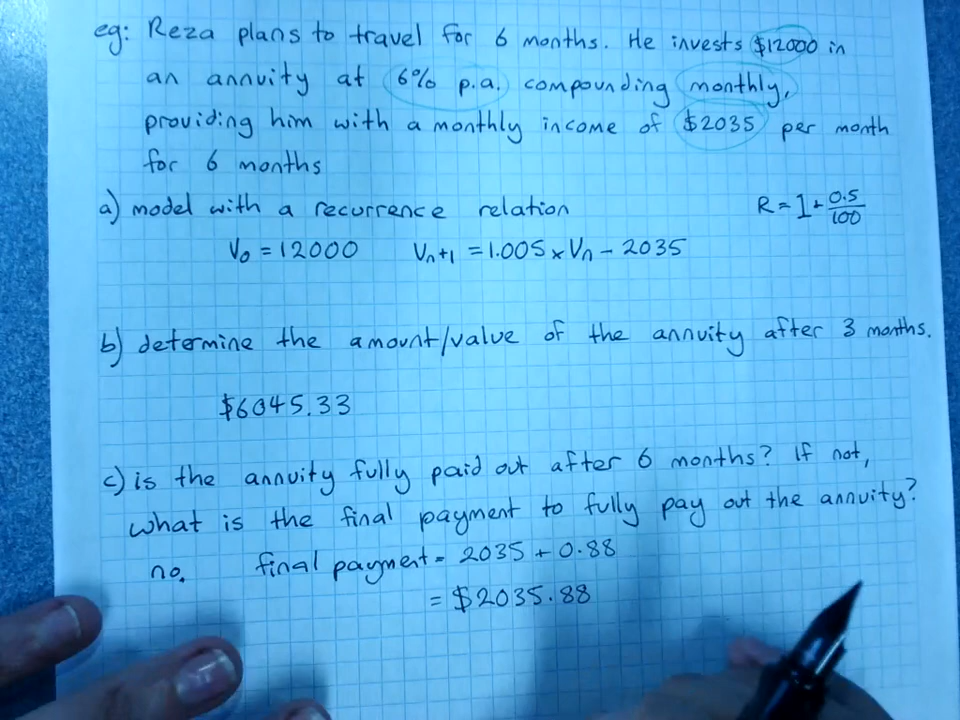 eg: Reza plans to travel for 6 months. He invests $12000 in
an annuity at 6% p.a. compounding monthly,
providing him with a monthly income of $2035 per month
for 6 months
a) model with a recurrence relation R = 1 + 0.5/100
V₀ = 12000 Vₙ₊₁ = 1.005 × Vₙ - 2035
b) determine the amount/value of the annuity after 3 months.
$6045.33
c) is the annuity fully paid out after 6 months? If not,
what is the final payment to fully pay out the annuity?
no. final payment = 2035 + 0.88
= $2035.88